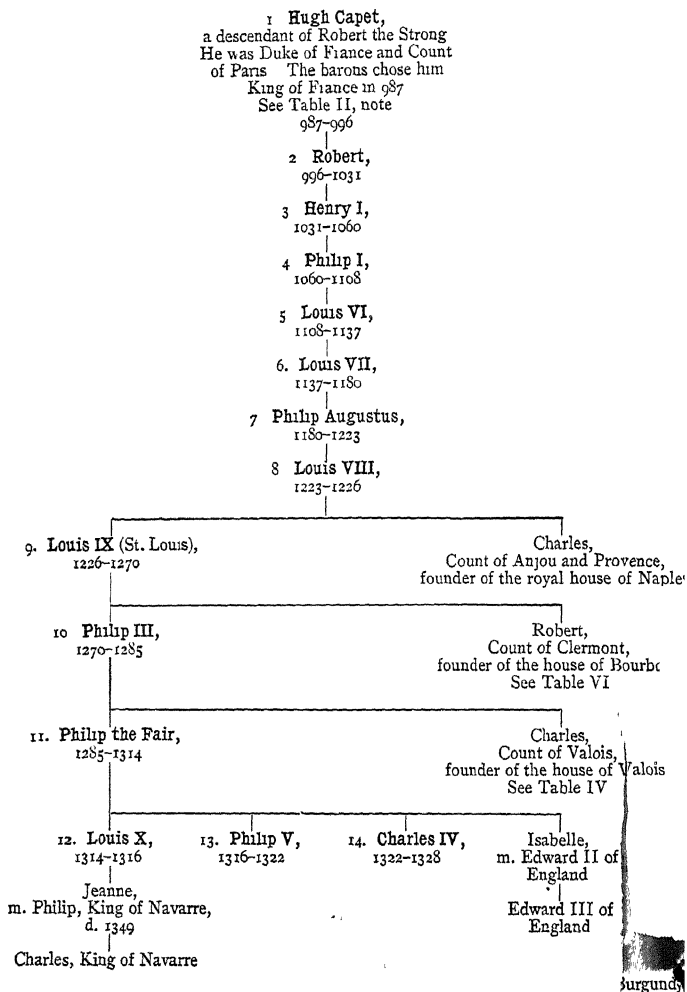 1 Hugh Capet,
a descendant of Robert the Strong
He was Duke of France and Count
of Paris The barons chose him
King of France in 987
See Table II, note
987-996
2 Robert,
996-1031
3 Henry I,
1031-1060
4 Philip I,
1060-1108
5 Louis VI,
1108-1137
6. Louis VII,
1137-1180
7 Philip Augustus,
1180-1223
8 Louis VIII,
1223-1226
9. Louis IX (St. Louis),
1226-1270
Charles,
Count of Anjou and Provence,
founder of the royal house of Naple
10 Philip III,
1270-1285
Robert,
Count of Clermont,
founder of the house of Bourbo
See Table VI
11. Philip the Fair,
1285-1314
Charles,
Count of Valois,
founder of the house of Valois
See Table IV
12. Louis X,
1314-1316
13. Philip V,
1316-1322
14. Charles IV,
1322-1328
Isabelle,
m. Edward II of
England
Jeanne,
m. Philip, King of Navarre,
d. 1349
Edward III of
England
Charles, King of Navarre
Burgundy